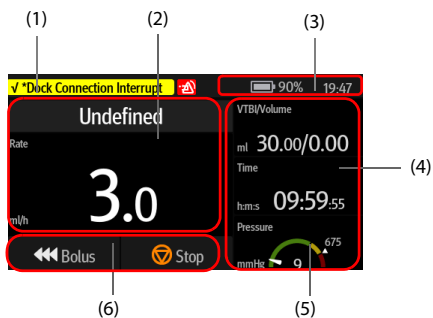 (1)
(2)
(3)
√ *Dock Connection Interrupt
90% 19:47
Undefined
Rate
3.0
ml/h
VTBI/Volume
ml 30.00/0.00
Time
h:m:s 09:59:55
Pressure
675
mmHg 9
(4)
Bolus
Stop
(6)
(5)